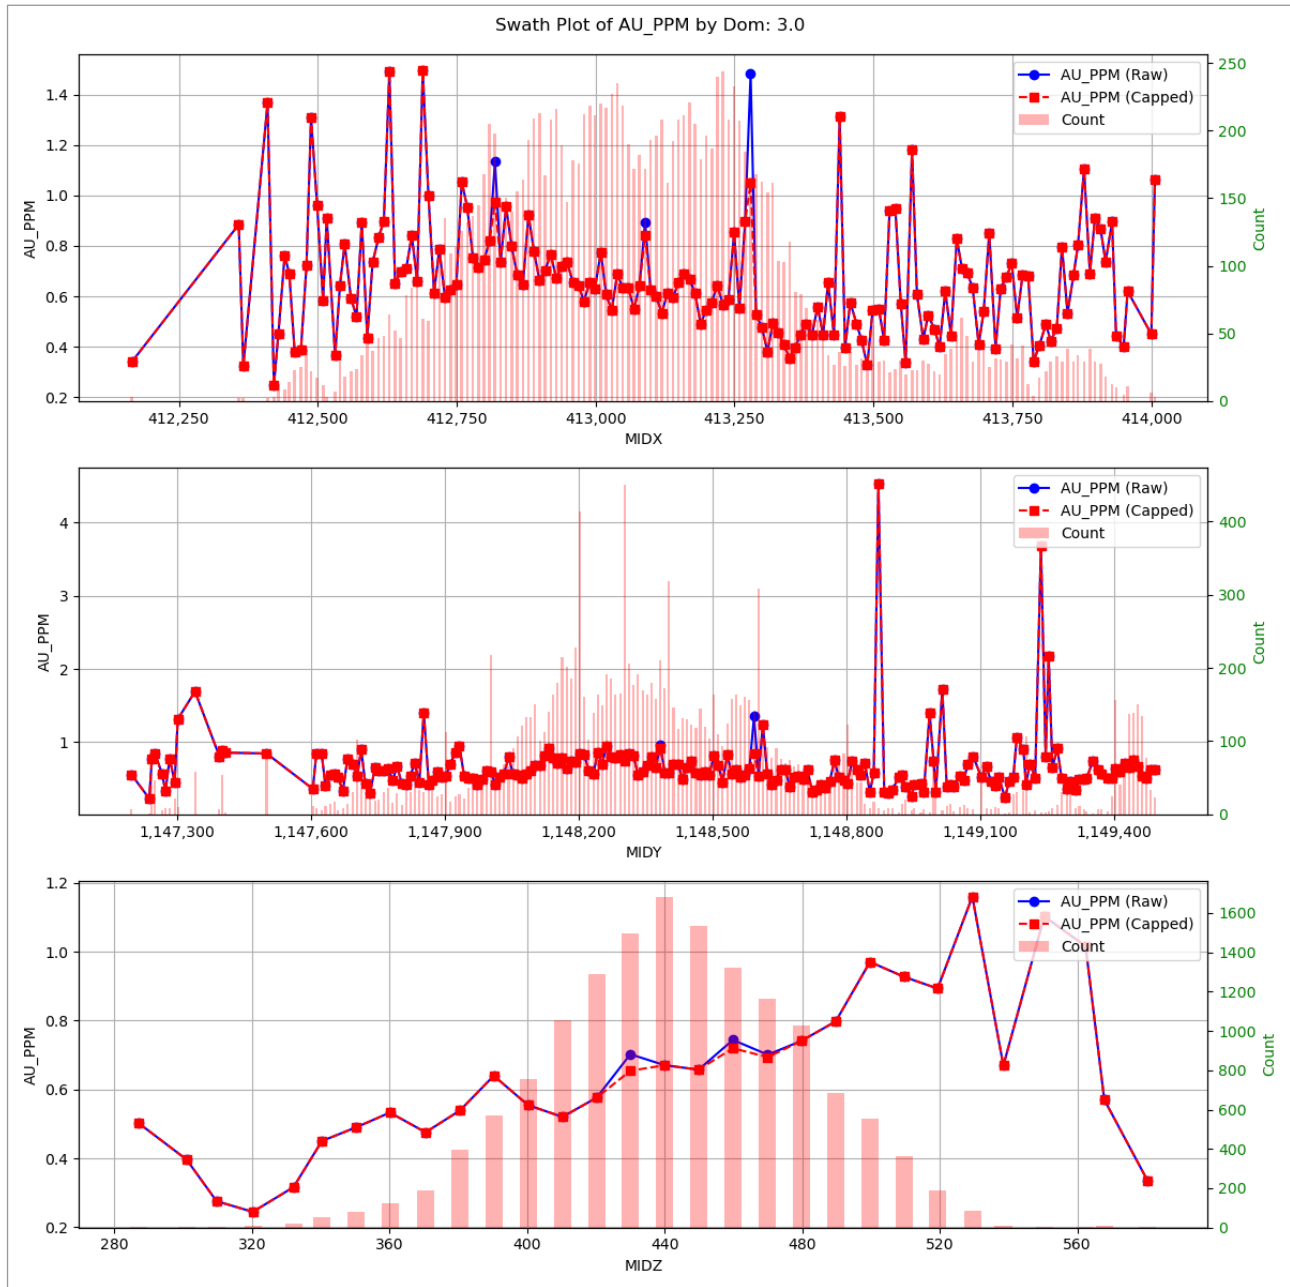 Swath Plot of AU_PPM by Dom: 3.0
AU_PPM
1.4
1.2
1.0
0.8
0.6
0.4
0.2
AU_PPM (Raw)
AU_PPM (Capped)
Count
250
200
150
100
50
0
Count
412,250 412,500 412,750 413,000 413,250 413,500 413,750 414,000
MIDX
AU_PPM
4
3
2
1
AU_PPM (Raw)
AU_PPM (Capped)
Count
400
300
200
100
0
Count
1,147,300 1,147,600 1,147,900 1,148,200 1,148,500 1,148,800 1,149,100 1,149,400
MIDY
AU_PPM
1.2
1.0
0.8
0.6
0.4
0.2
AU_PPM (Raw)
AU_PPM (Capped)
Count
1600
1400
1200
1000
800
600
400
200
0
Count
280 320 360 400 440 480 520 560
MIDZ